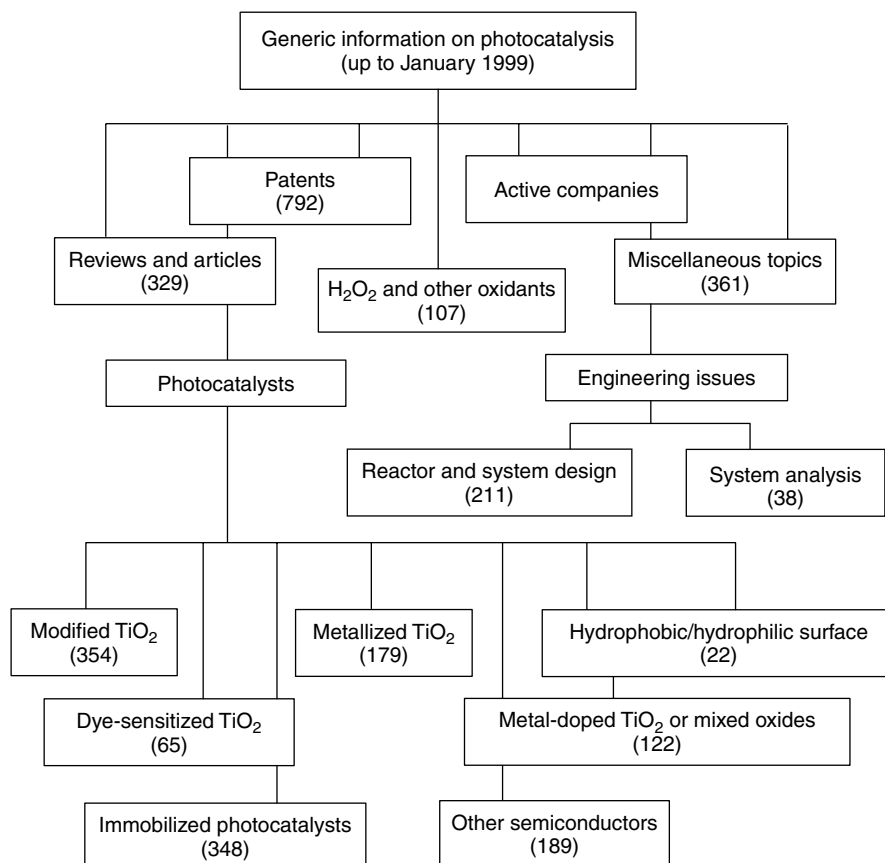 Generic information on photocatalysis
(up to January 1999)
Patents
(792)
Active companies
Reviews and articles
(329)
H₂O₂ and other oxidants
(107)
Miscellaneous topics
(361)
Photocatalysts
Engineering issues
Reactor and system design
(211)
System analysis
(38)
Modified TiO₂
(354)
Metallized TiO₂
(179)
Hydrophobic/hydrophilic surface
(22)
Dye-sensitized TiO₂
(65)
Metal-doped TiO₂ or mixed oxides
(122)
Immobilized photocatalysts
(348)
Other semiconductors
(189)